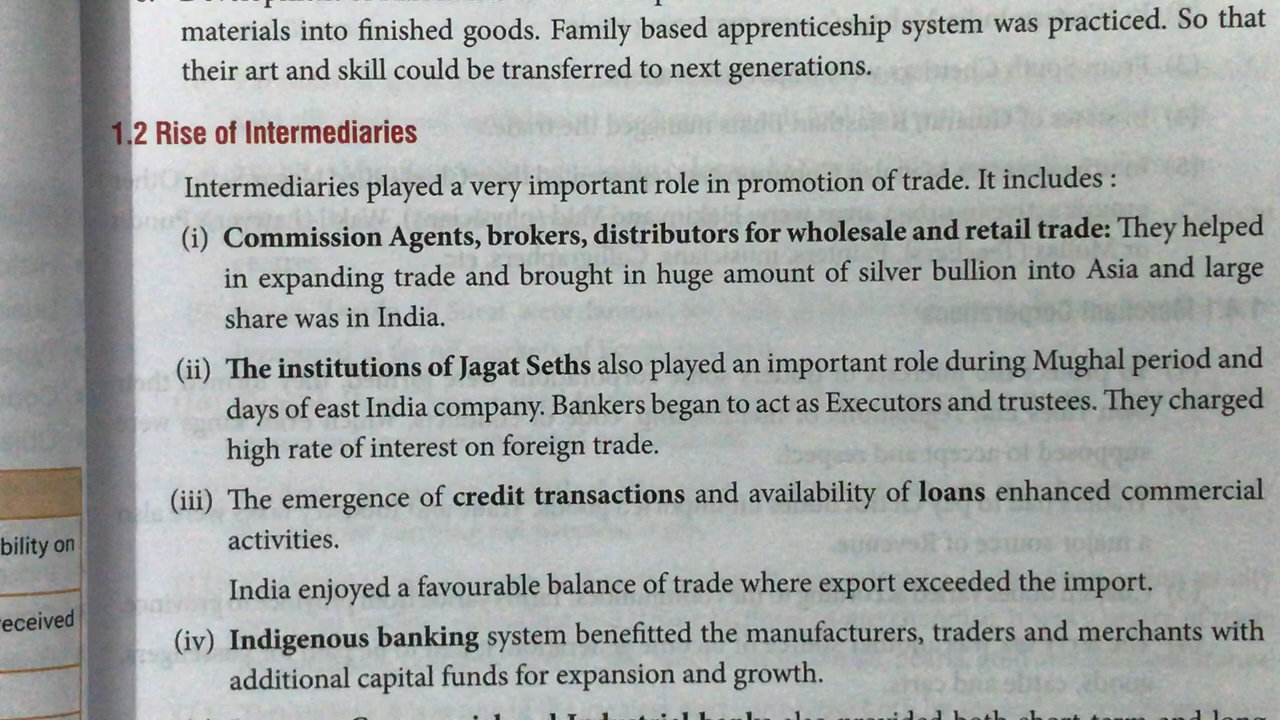 materials into finished goods. Family based apprenticeship system was practiced. So that
their art and skill could be transferred to next generations.
1.2 Rise of Intermediaries
Intermediaries played a very important role in promotion of trade. It includes :
(i) Commission Agents, brokers, distributors for wholesale and retail trade: They helped
in expanding trade and brought in huge amount of silver bullion into Asia and large
share was in India.
(ii) The institutions of Jagat Seths also played an important role during Mughal period and
days of east India company. Bankers began to act as Executors and trustees. They charged
high rate of interest on foreign trade.
(iii) The emergence of credit transactions and availability of loans enhanced commercial
activities.
bility on
India enjoyed a favourable balance of trade where export exceeded the import.
eceived
(iv) Indigenous banking system benefitted the manufacturers, traders and merchants with
additional capital funds for expansion and growth.